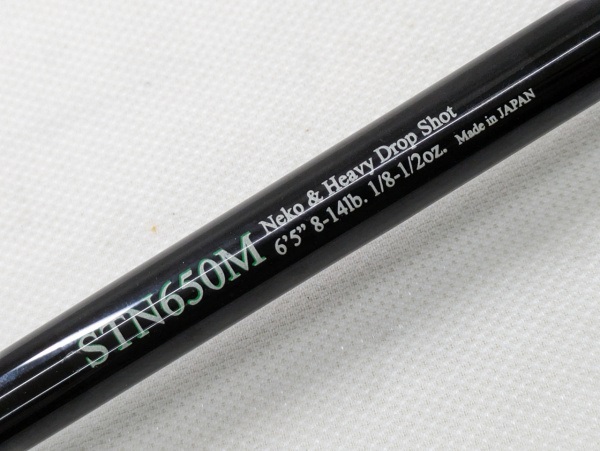 STN650M
Neko & Heavy Drop Shot
6'5" 8-14lb. 1/8-1/2oz. Made in JAPAN